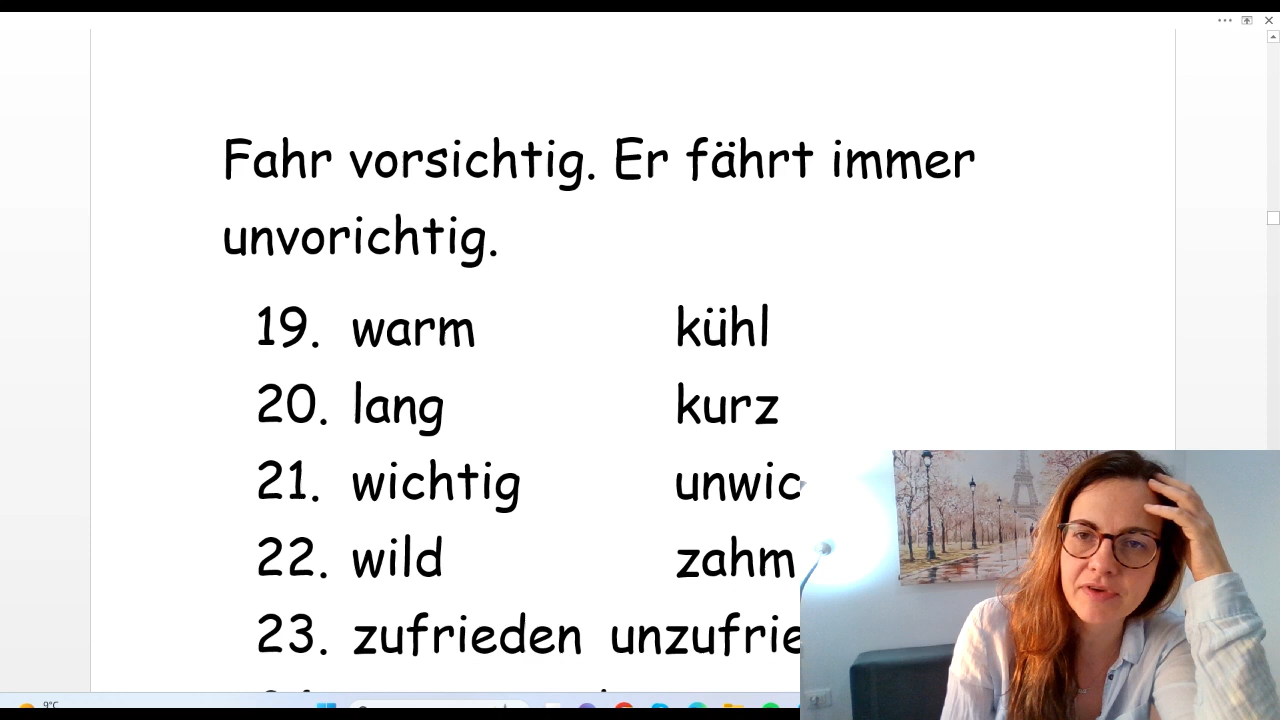 Fahr vorsichtig. Er fährt immer
unvorichtig.
19. warm kühl
20. lang kurz
21. wichtig
22. wild zahm
23. zufrieden
9°C